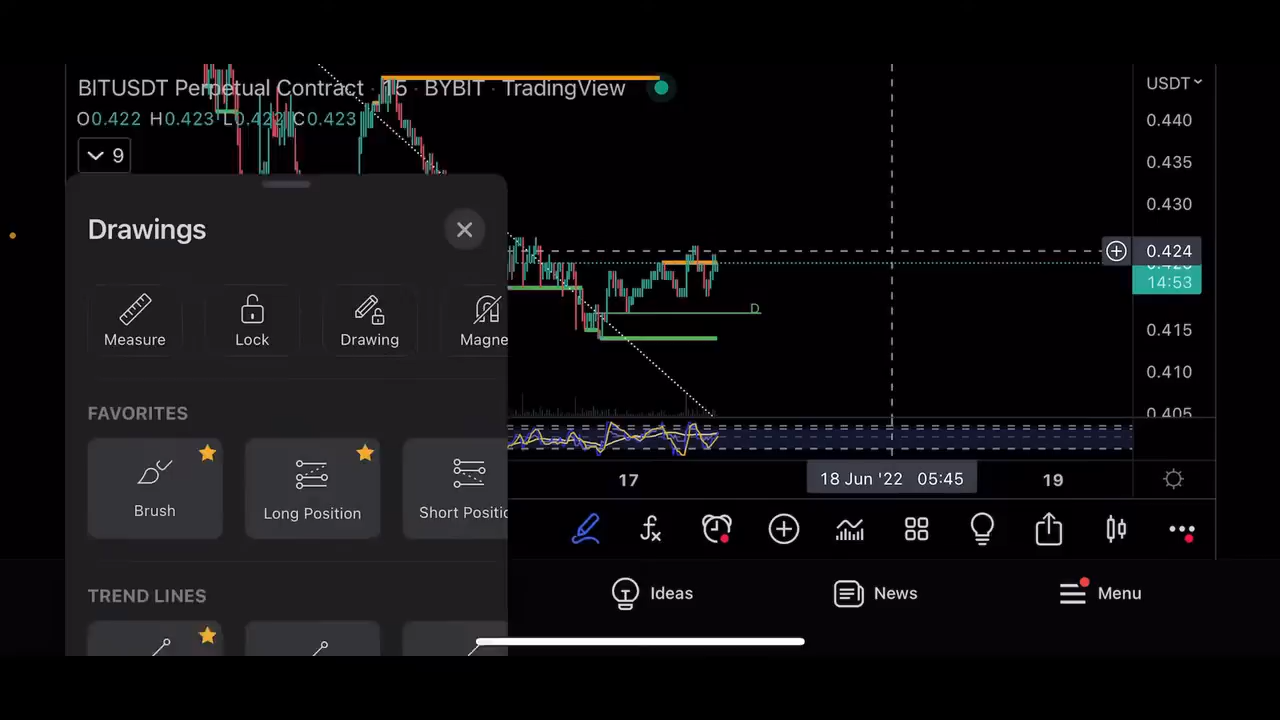 BITUSDT Perpetual Contract · 15 · BYBIT · TradingView
O0.422 H0.423 L0.422 C0.423
9
USDT
0.440
0.435
0.430
0.424
14:53
0.415
0.410
0.405
D
Drawings
Measure
Lock
Drawing
Magne
FAVORITES
Brush
Long Position
Short Positio
TREND LINES
17
18 Jun '22 05:45
19
Ideas
News
Menu